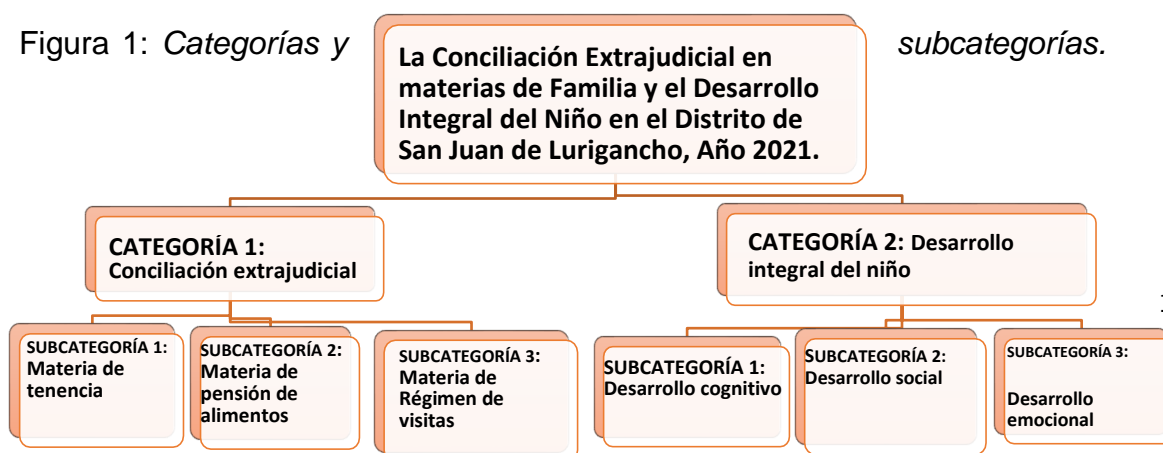 Figura 1: Categorías y subcategorías.
La Conciliación Extrajudicial en
materias de Familia y el Desarrollo
Integral del Niño en el Distrito de
San Juan de Lurigancho, Año 2021.
CATEGORÍA 1:
Conciliación extrajudicial
CATEGORÍA 2: Desarrollo
integral del niño
SUBCATEGORÍA 1:
Materia de
tenencia
SUBCATEGORÍA 2:
Materia de
pensión de
alimentos
SUBCATEGORÍA 3:
Materia de
Régimen de
visitas
SUBCATEGORÍA 1:
Desarrollo cognitivo
SUBCATEGORÍA 2:
Desarrollo social
SUBCATEGORÍA 3:
Desarrollo
emocional